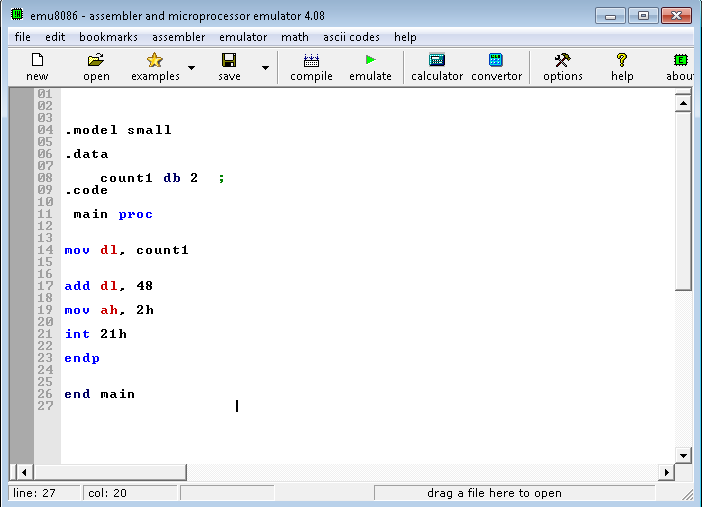 emu8086 - assembler and microprocessor emulator 4.08
file edit bookmarks assembler emulator math ascii codes help
new open examples save compile emulate calculator convertor options help abou
01
02
03
04 .model small
05
06 .data
07
08 count1 db 2 ;
09 .code
10
11 main proc
12
13
14 mov dl, count1
15
16
17 add dl, 48
18
19 mov ah, 2h
20
21 int 21h
22
23 endp
24
25
26 end main
27
line: 27 col: 20 drag a file here to open